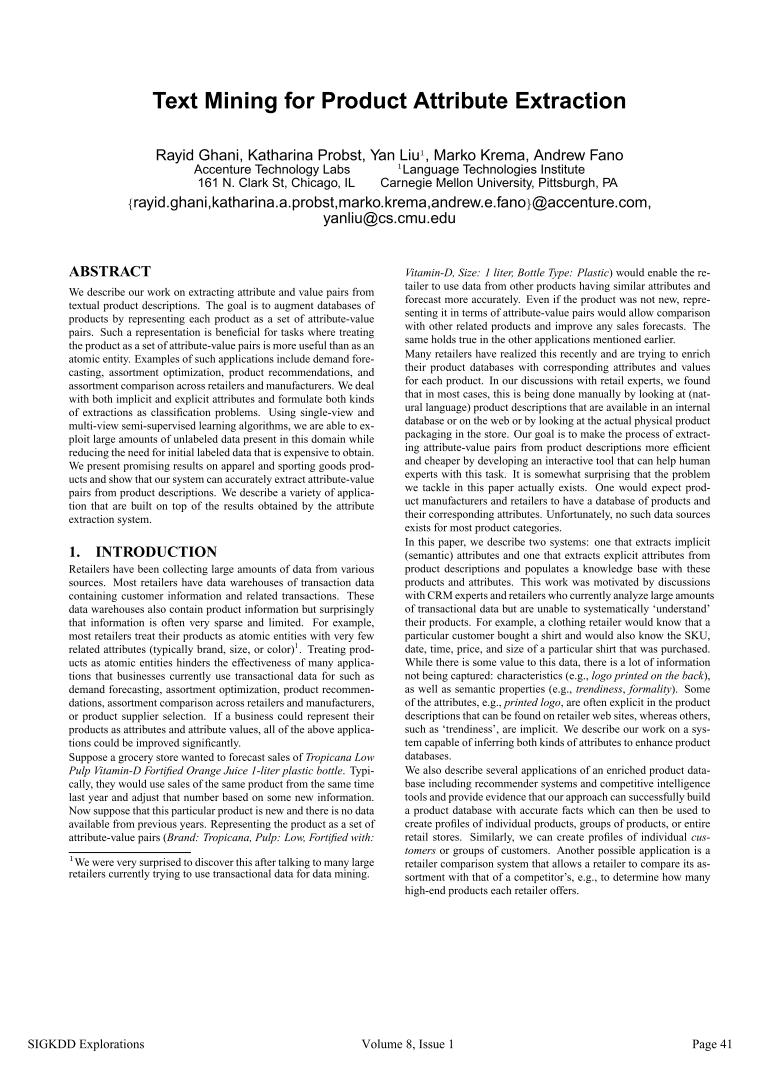 Text Mining for Product Attribute Extraction
Rayid Ghani, Katharina Probst, Yan Liu1, Marko Krema, Andrew Fano
Accenture Technology Labs 1Language Technologies Institute
161 N. Clark St, Chicago, IL Carnegie Mellon University, Pittsburgh, PA
{rayid.ghani,katharina.a.probst,marko.krema,andrew.e.fano}@accenture.com,
yanliu@cs.cmu.edu
ABSTRACT
We describe our work on extracting attribute and value pairs from
textual product descriptions. The goal is to augment databases of
products by representing each product as a set of attribute-value
pairs. Such a representation is beneficial for tasks where treating
the product as a set of attribute-value pairs is more useful than as an
atomic entity. Examples of such applications include demand fore-
casting, assortment optimization, product recommendations, and
assortment comparison across retailers and manufacturers. We deal
with both implicit and explicit attributes and formulate both kinds
of extractions as classification problems. Using single-view and
multi-view semi-supervised learning algorithms, we are able to ex-
ploit large amounts of unlabeled data present in this domain while
reducing the need for initial labeled data that is expensive to obtain.
We present promising results on apparel and sporting goods prod-
ucts and show that our system can accurately extract attribute-value
pairs from product descriptions. We describe a variety of applica-
tion that are built on top of the results obtained by the attribute
extraction system.
1. INTRODUCTION
Retailers have been collecting large amounts of data from various
sources. Most retailers have data warehouses of transaction data
containing customer information and related transactions. These
data warehouses also contain product information but surprisingly
that information is often very sparse and limited. For example,
most retailers treat their products as atomic entities with very few
related attributes (typically brand, size, or color)1. Treating prod-
ucts as atomic entities hinders the effectiveness of many applica-
tions that businesses currently use transactional data for such as
demand forecasting, assortment optimization, product recommen-
dations, assortment comparison across retailers and manufacturers,
or product supplier selection. If a business could represent their
products as attributes and attribute values, all of the above applica-
tions could be improved significantly.
Suppose a grocery store wanted to forecast sales of Tropicana Low
Pulp Vitamin-D Fortified Orange Juice 1-liter plastic bottle. Typi-
cally, they would use sales of the same product from the same time
last year and adjust that number based on some new information.
Now suppose that this particular product is new and there is no data
available from previous years. Representing the product as a set of
attribute-value pairs (Brand: Tropicana, Pulp: Low, Fortified with:
1We were very surprised to discover this after talking to many large
retailers currently trying to use transactional data for data mining.
Vitamin-D, Size: 1 liter, Bottle Type: Plastic) would enable the re-
tailer to use data from other products having similar attributes and
forecast more accurately. Even if the product was not new, repre-
senting it in terms of attribute-value pairs would allow comparison
with other related products and improve any sales forecasts. The
same holds true in the other applications mentioned earlier.
Many retailers have realized this recently and are trying to enrich
their product databases with corresponding attributes and values
for each product. In our discussions with retail experts, we found
that in most cases, this is being done manually by looking at (nat-
ural language) product descriptions that are available in an internal
database or on the web or by looking at the actual physical product
packaging in the store. Our goal is to make the process of extract-
ing attribute-value pairs from product descriptions more efficient
and cheaper by developing an interactive tool that can help human
experts with this task. It is somewhat surprising that the problem
we tackle in this paper actually exists. One would expect prod-
uct manufacturers and retailers to have a database of products and
their corresponding attributes. Unfortunately, no such data sources
exists for most product categories.
In this paper, we describe two systems: one that extracts implicit
(semantic) attributes and one that extracts explicit attributes from
product descriptions and populates a knowledge base with these
products and attributes. This work was motivated by discussions
with CRM experts and retailers who currently analyze large amounts
of transactional data but are unable to systematically ‘understand’
their products. For example, a clothing retailer would know that a
particular customer bought a shirt and would also know the SKU,
date, time, price, and size of a particular shirt that was purchased.
While there is some value to this data, there is a lot of information
not being captured: characteristics (e.g., logo printed on the back),
as well as semantic properties (e.g., trendiness, formality). Some
of the attributes, e.g., printed logo, are often explicit in the product
descriptions that can be found on retailer web sites, whereas others,
such as ‘trendiness’, are implicit. We describe our work on a sys-
tem capable of inferring both kinds of attributes to enhance product
databases.
We also describe several applications of an enriched product data-
base including recommender systems and competitive intelligence
tools and provide evidence that our approach can successfully build
a product database with accurate facts which can then be used to
create profiles of individual products, groups of products, or entire
retail stores. Similarly, we can create profiles of individual cus-
tomers or groups of customers. Another possible application is a
retailer comparison system that allows a retailer to compare its as-
sortment with that of a competitor’s, e.g., to determine how many
high-end products each retailer offers.
SIGKDD Explorations Volume 8, Issue 1 Page 41